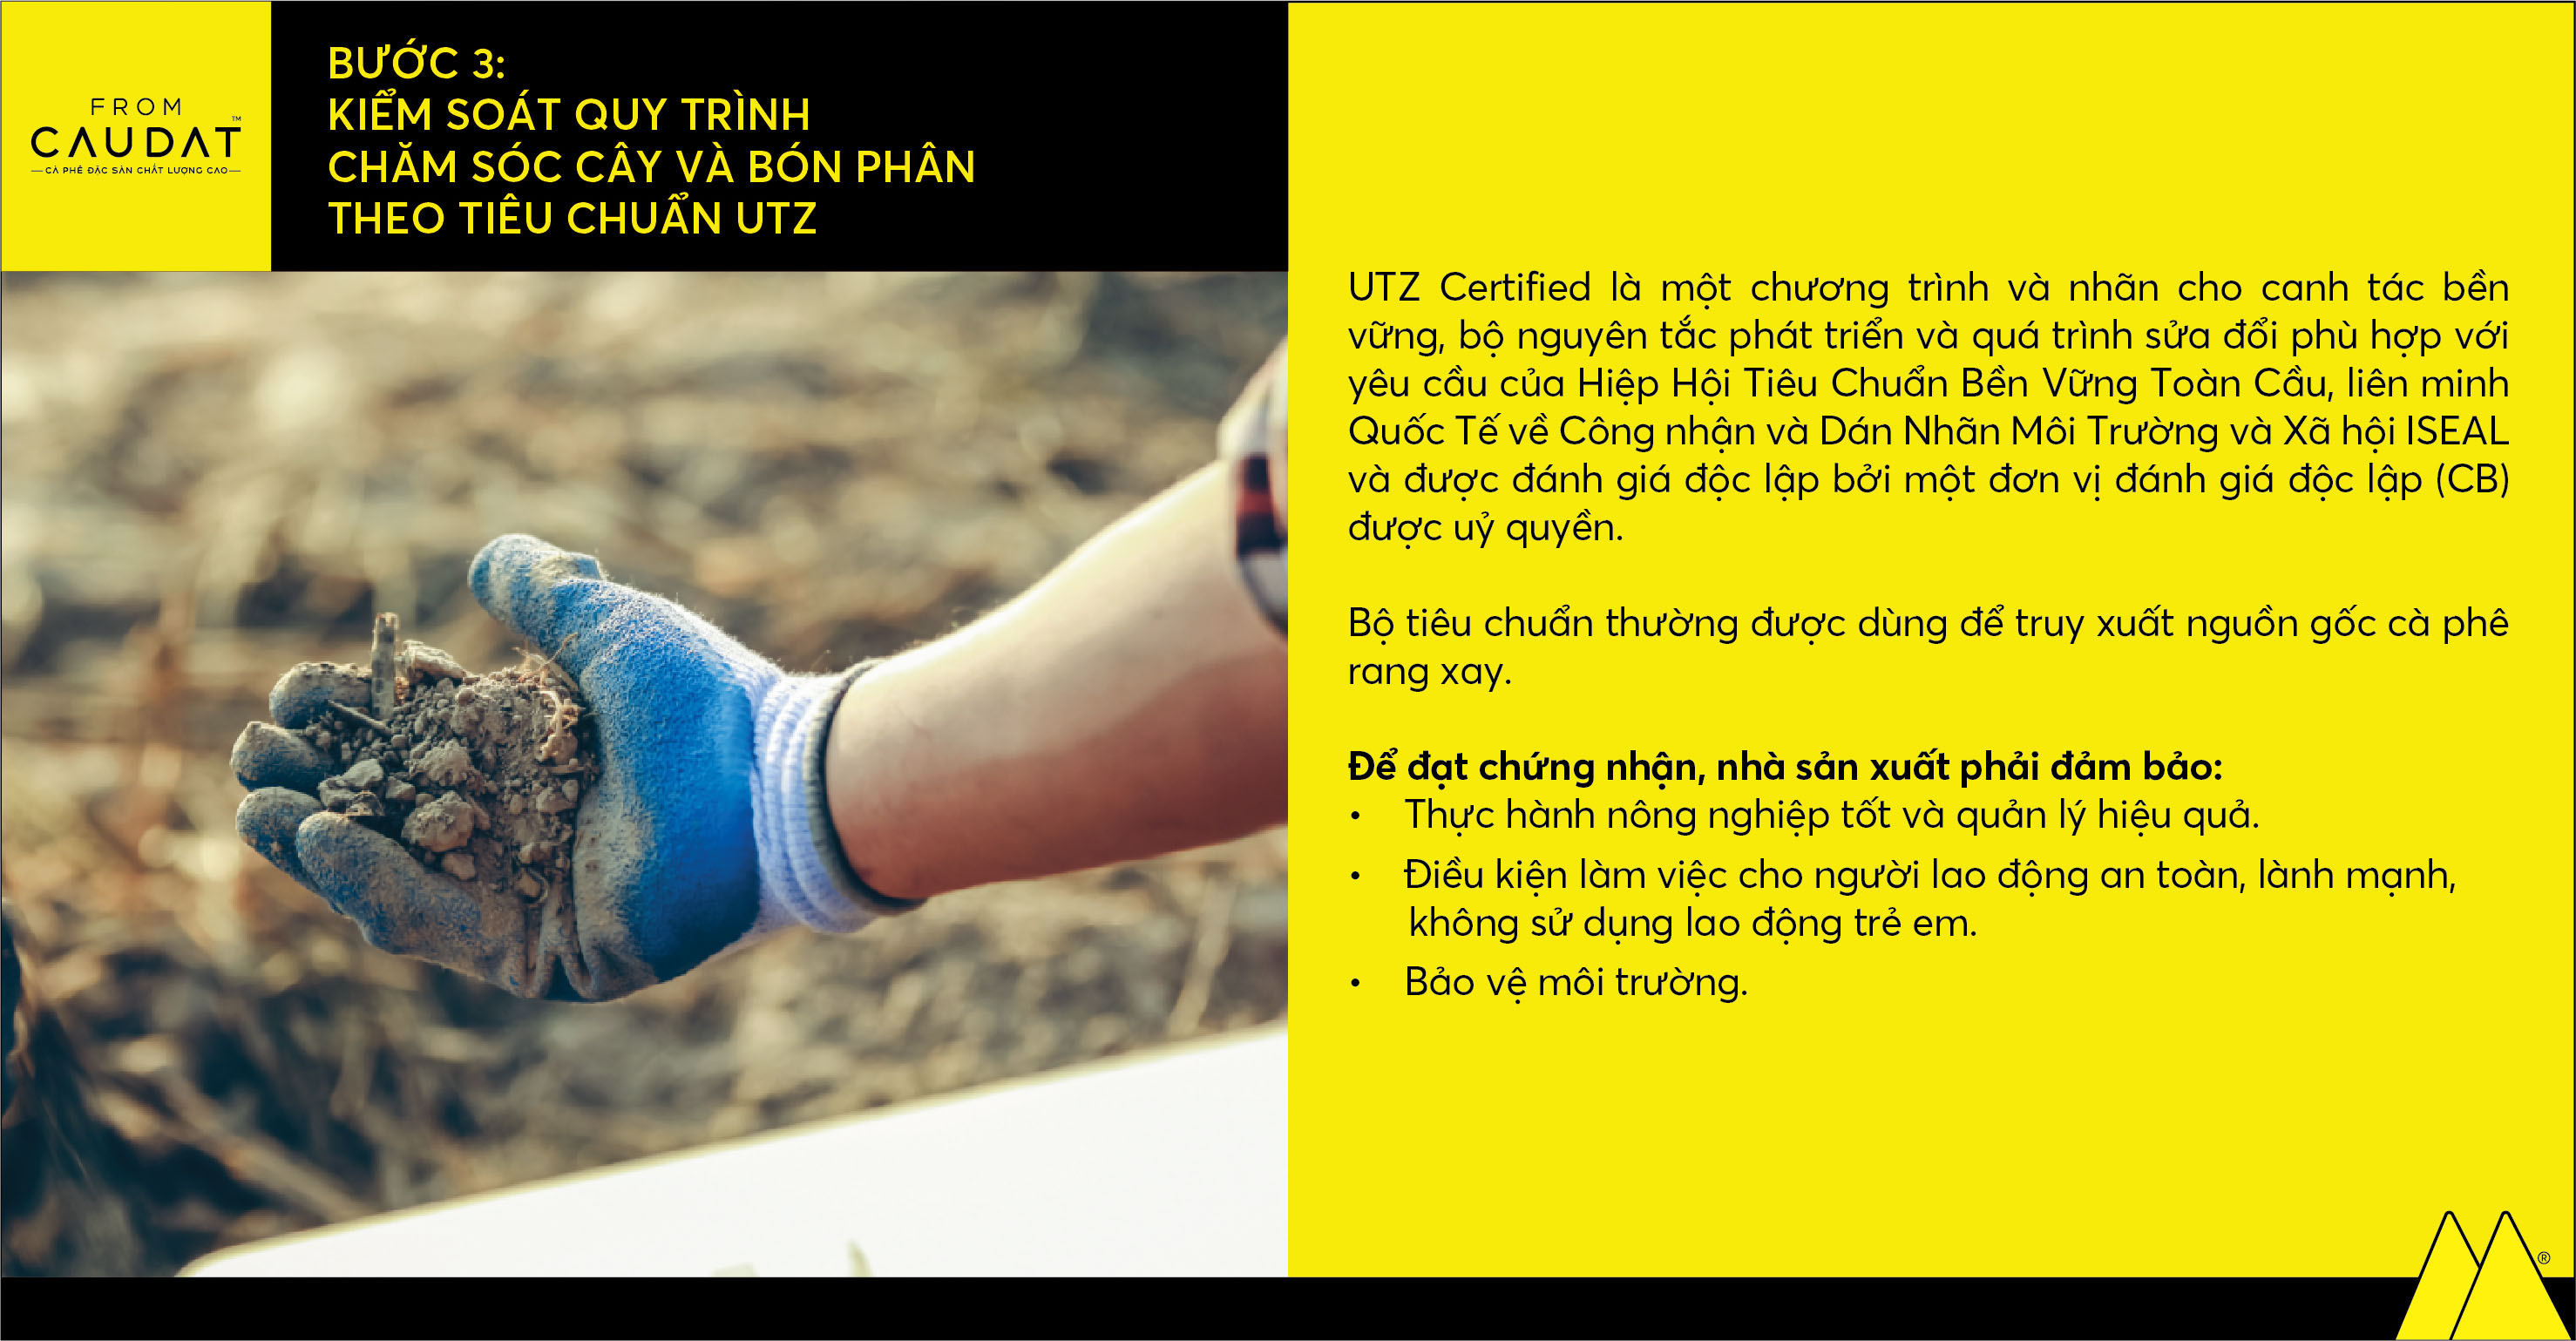 FROM
CAUDAT™
CÀ PHÊ ĐẶC SẢN CHẤT LƯỢNG CAO
BƯỚC 3:
KIỂM SOÁT QUY TRÌNH
CHĂM SÓC CÂY VÀ BÓN PHÂN
THEO TIÊU CHUẨN UTZ
UTZ Certified là một chương trình và nhãn cho canh tác bền
vững, bộ nguyên tắc phát triển và quá trình sửa đổi phù hợp với
yêu cầu của Hiệp Hội Tiêu Chuẩn Bền Vững Toàn Cầu, liên minh
Quốc Tế về Công nhận và Dán Nhãn Môi Trường và Xã hội ISEAL
và được đánh giá độc lập bởi một đơn vị đánh giá độc lập (CB)
được uỷ quyền.
Bộ tiêu chuẩn thường được dùng để truy xuất nguồn gốc cà phê
rang xay.
Để đạt chứng nhận, nhà sản xuất phải đảm bảo:
• Thực hành nông nghiệp tốt và quản lý hiệu quả.
• Điều kiện làm việc cho người lao động an toàn, lành mạnh,
không sử dụng lao động trẻ em.
• Bảo vệ môi trường.
®